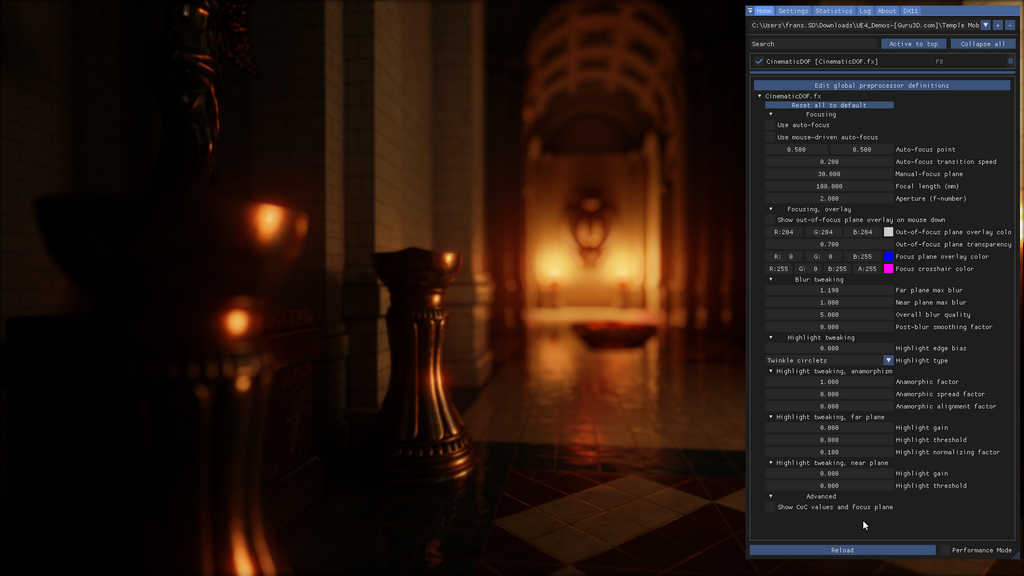 Home Settings Statistics Log About DX11
C:\Users\frans.SD\Downloads\UE4_Demos-[Guru3D.com]\Temple Mob + -
Search Active to top Collapse all
CinematicDOF [CinematicDOF.fx] F8
Edit global preprocessor definitions
CinematicDOF.fx
Reset all to default
Focusing
Use auto-focus
Use mouse-driven auto-focus
0.500 0.500 Auto-focus point
0.200 Auto-focus transition speed
30.000 Manual-focus plane
100.000 Focal length (mm)
2.800 Aperture (f-number)
Focusing, overlay
Show out-of-focus plane overlay on mouse down
R:204 G:204 B:204 Out-of-focus plane overlay colo
0.700 Out-of-focus plane transparency
R: 0 G: 0 B:255 Focus plane overlay color
R:255 G: 0 B:255 A:255 Focus crosshair color
Blur tweaking
1.190 Far plane max blur
1.000 Near plane max blur
5.000 Overall blur quality
0.000 Post-blur smoothing factor
Highlight tweaking
0.000 Highlight edge bias
Twinkle circlets Highlight type
Highlight tweaking, anamorphism
1.000 Anamorphic factor
0.000 Anamorphic spread factor
0.000 Anamorphic alignment factor
Highlight tweaking, far plane
0.000 Highlight gain
0.000 Highlight threshold
0.100 Highlight normalizing factor
Highlight tweaking, near plane
0.000 Highlight gain
0.000 Highlight threshold
Advanced
Show CoC values and focus plane
Reload Performance Mode